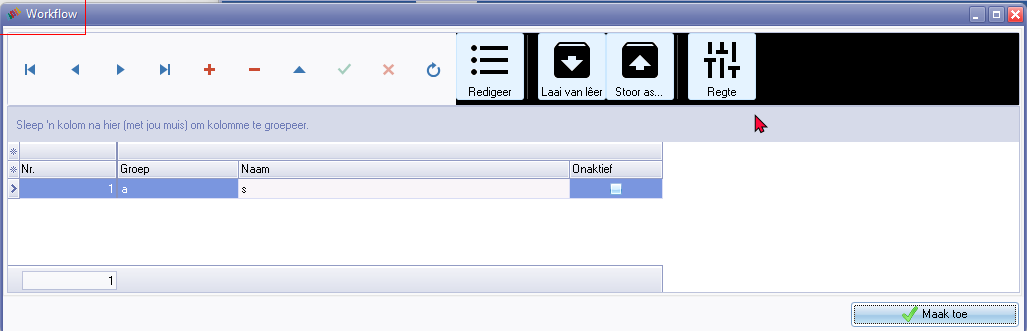 Workflow
Redigeer
Laai van lêer
Stoor as...
Regte
Sleep 'n kolom na hier (met jou muis) om kolomme te groepeer.
Nr. Groep Naam Onaktief
1 a s
1
Maak toe